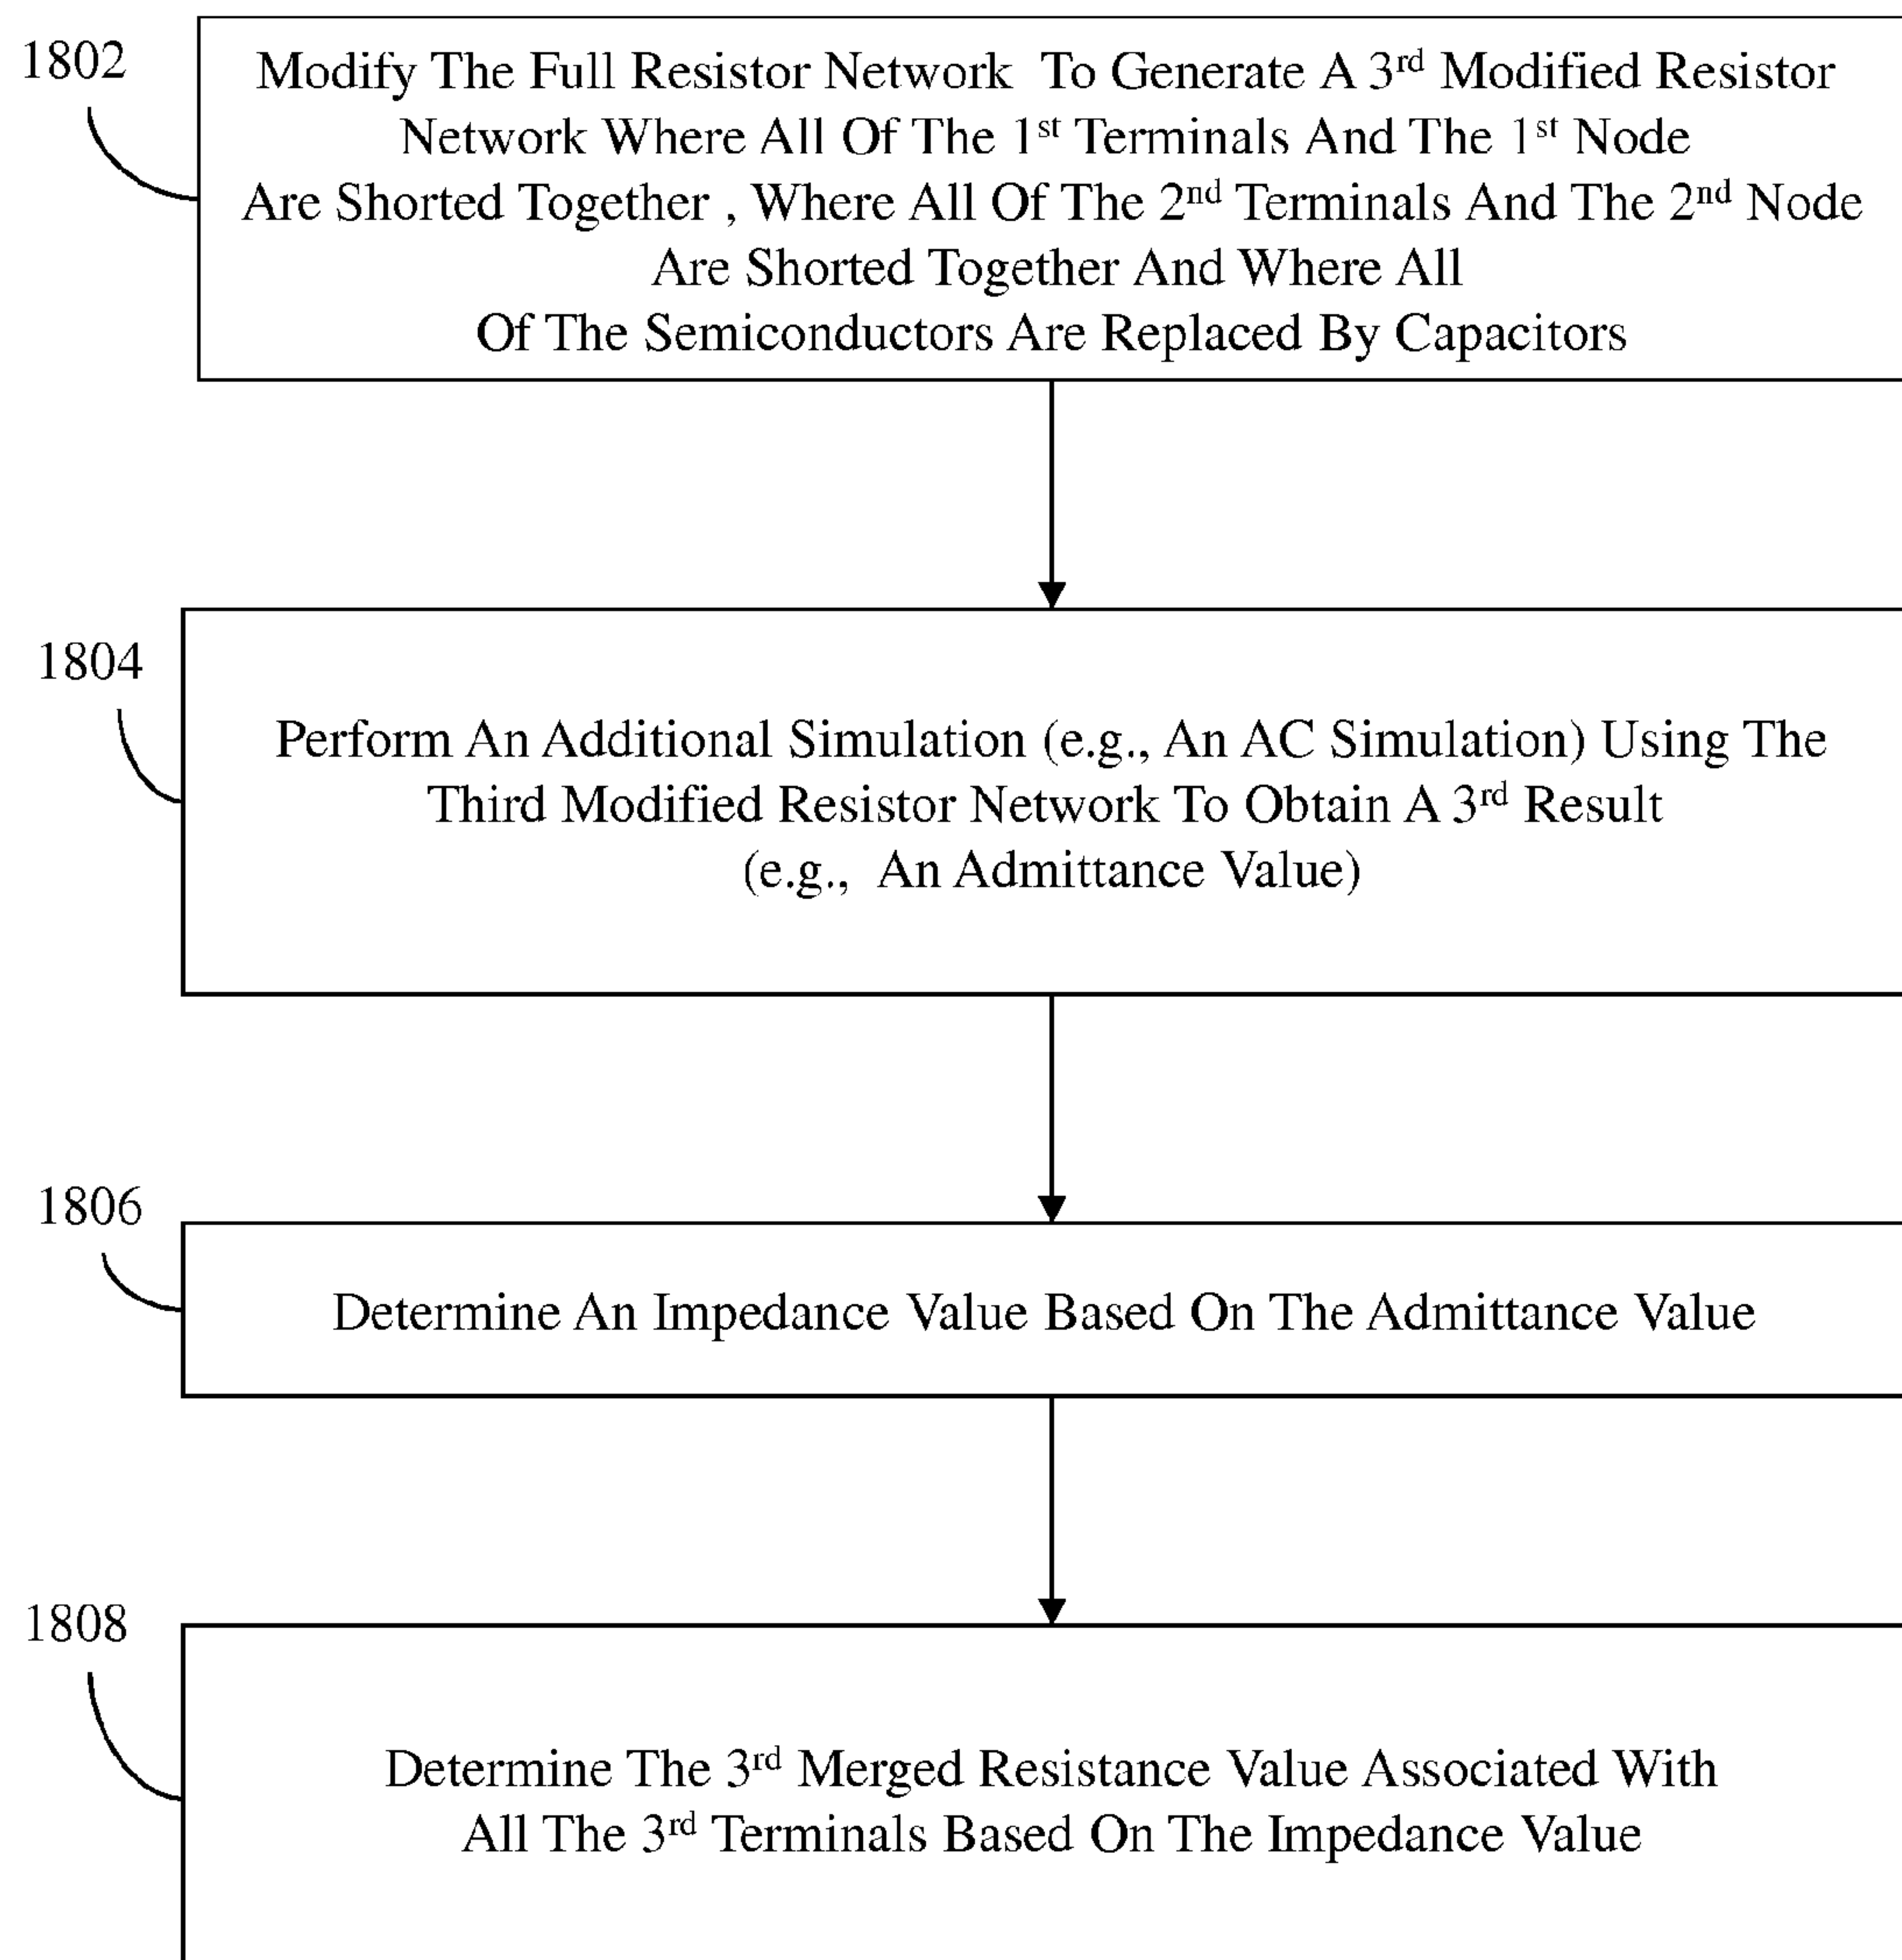 1802
Modify The Full Resistor Network To Generate A 3rd Modified Resistor
Network Where All Of The 1st Terminals And The 1st Node
Are Shorted Together , Where All Of The 2nd Terminals And The 2nd Node
Are Shorted Together And Where All
Of The Semiconductors Are Replaced By Capacitors
1804
Perform An Additional Simulation (e.g., An AC Simulation) Using The
Third Modified Resistor Network To Obtain A 3rd Result
(e.g., An Admittance Value)
1806
Determine An Impedance Value Based On The Admittance Value
1808
Determine The 3rd Merged Resistance Value Associated With
All The 3rd Terminals Based On The Impedance Value